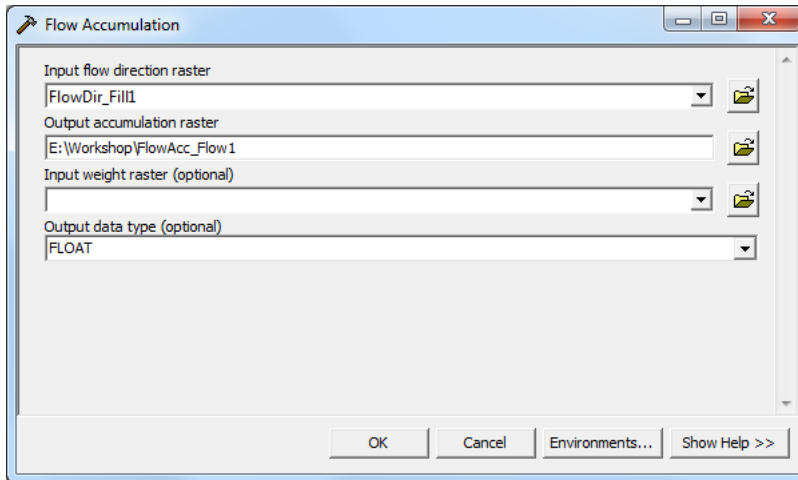 Flow Accumulation
Input flow direction raster
FlowDir_Fill1
Output accumulation raster
E:\Workshop\FlowAcc_Flow1
Input weight raster (optional)
Output data type (optional)
FLOAT
OK Cancel Environments... Show Help >>